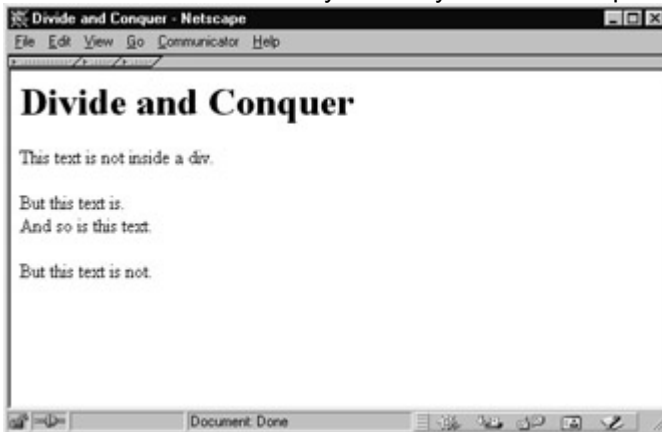 Divide and Conquer - Netscape
File Edit View Go Communicator Help
Divide and Conquer
This text is not inside a div.
But this text is.
And so is this text.
But this text is not.
Document: Done